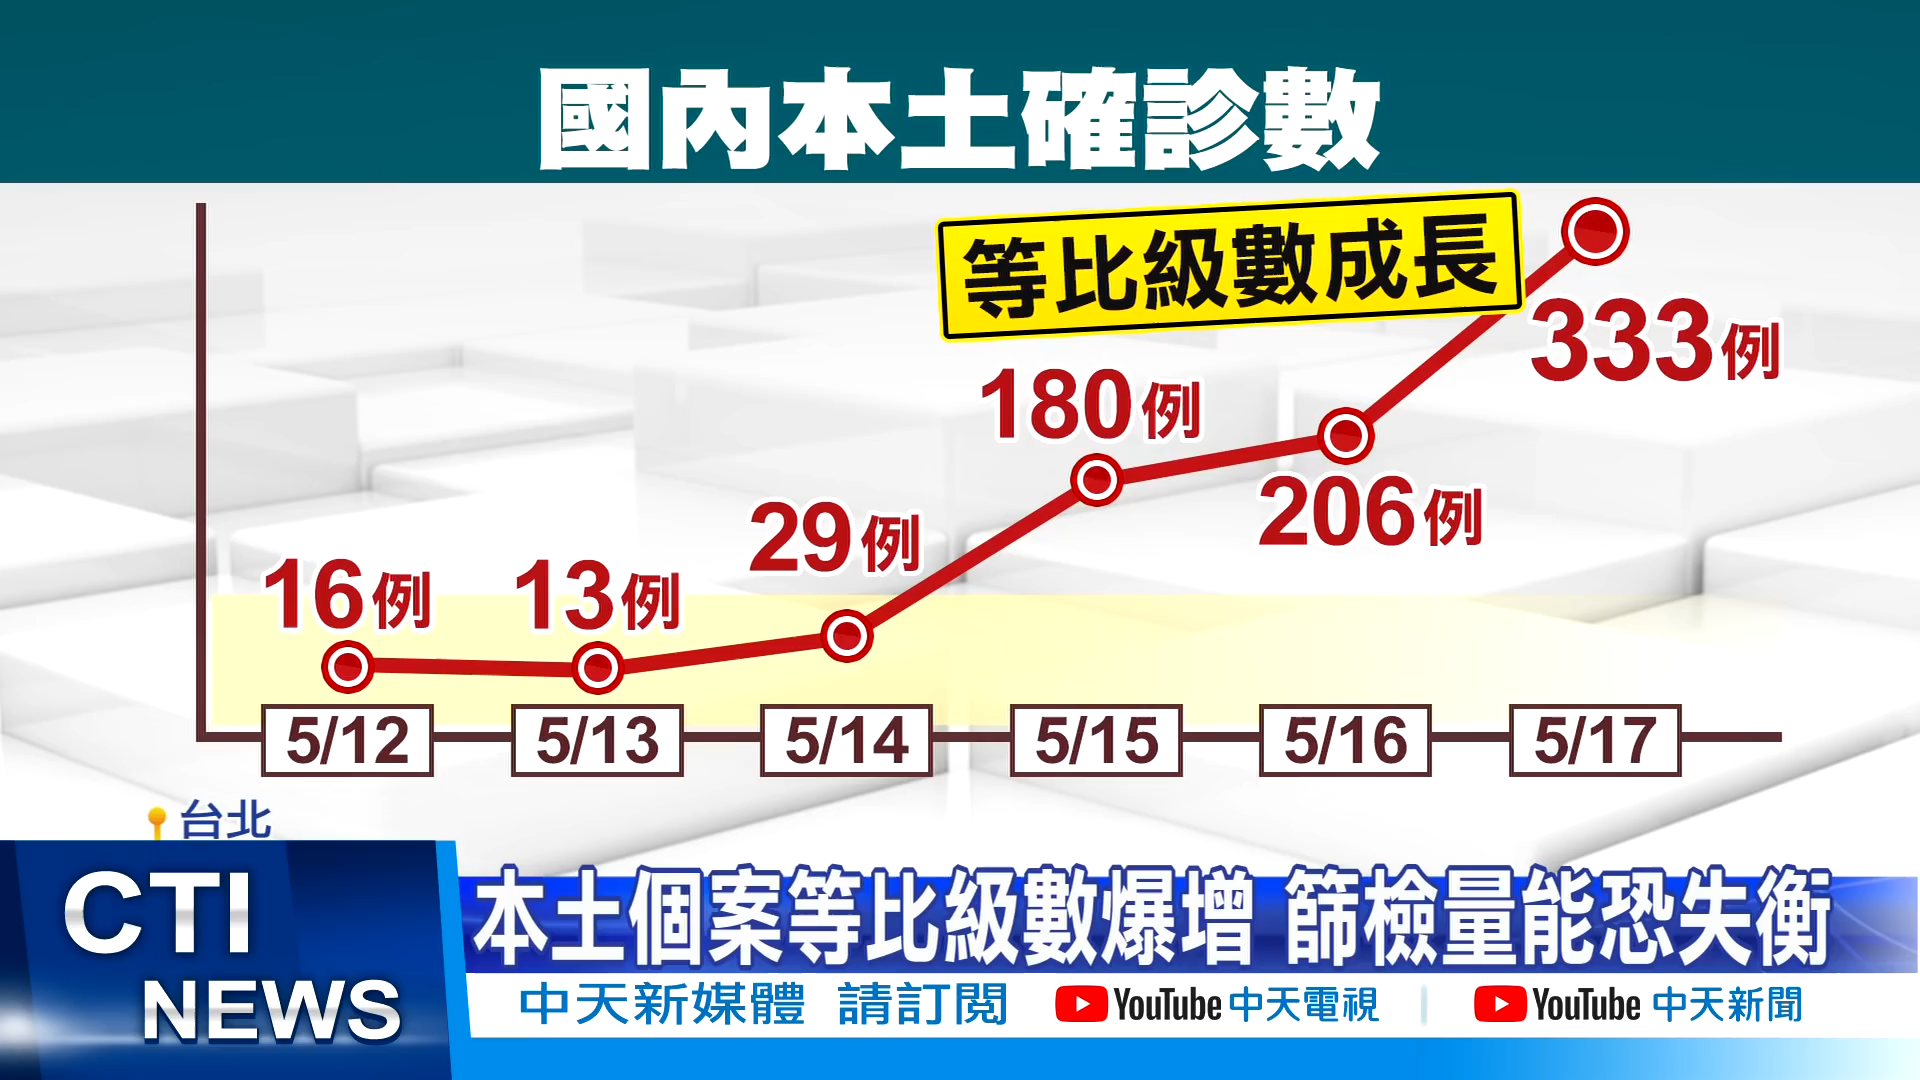 國內本土確診數
等比級數成長
333例
180例
206例
29例
16例
13例
5/12
5/13
5/14
5/15
5/16
5/17
台北
CTI
NEWS
本土個案等比級數爆增 篩檢量能恐失衡
中天新媒體 請訂閱 YouTube 中天電視 YouTube 中天新聞